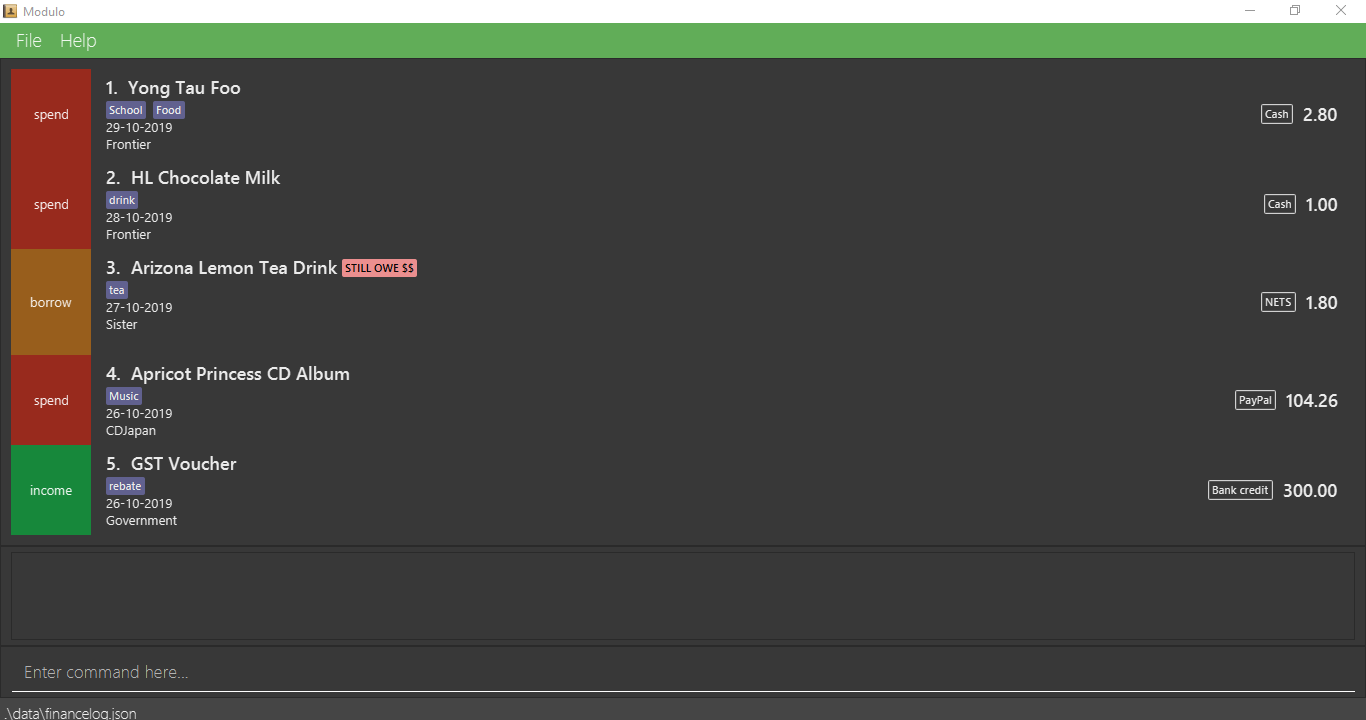 Modulo
File Help
spend
1. Yong Tau Foo
School Food
29-10-2019
Frontier
Cash 2.80
spend
2. HL Chocolate Milk
drink
28-10-2019
Frontier
Cash 1.00
borrow
3. Arizona Lemon Tea Drink STILL OWE $$
tea
27-10-2019
Sister
NETS 1.80
spend
4. Apricot Princess CD Album
Music
26-10-2019
CDJapan
PayPal 104.26
income
5. GST Voucher
rebate
26-10-2019
Government
Bank credit 300.00
Enter command here...
.\data\financelog.json